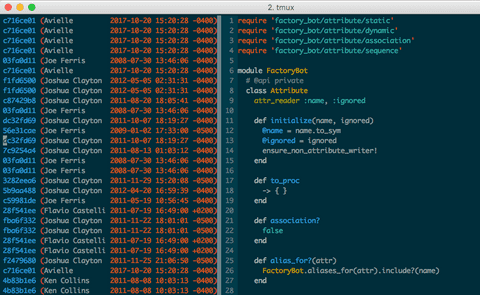 2. tmux
c716ce01 (Avielle 2017-10-20 15:20:28 -0400)
c716ce01 (Avielle 2017-10-20 15:20:28 -0400)
c716ce01 (Avielle 2017-10-20 15:20:28 -0400)
c716ce01 (Avielle 2017-10-20 15:20:28 -0400)
03fa0d11 (Joe Ferris 2008-07-30 13:46:06 -0400)
c716ce01 (Avielle 2017-10-20 15:20:28 -0400)
f1fd6500 (Joshua Clayton 2012-05-05 02:31:31 -0400)
f1fd6500 (Joshua Clayton 2012-05-05 02:31:31 -0400)
c87429b8 (Joshua Clayton 2011-08-20 18:05:41 -0400)
03fa0d11 (Joe Ferris 2008-07-30 13:46:06 -0400)
dc32fd69 (Joshua Clayton 2011-10-07 18:19:27 -0400)
56e31cae (Joe Ferris 2009-01-02 17:33:00 -0500)
dc32fd69 (Joshua Clayton 2011-10-07 18:19:27 -0400)
7c9254a4 (Joshua Clayton 2011-08-13 01:03:12 -0400)
03fa0d11 (Joe Ferris 2008-07-30 13:46:06 -0400)
03fa0d11 (Joe Ferris 2008-07-30 13:46:06 -0400)
3282eea6 (Joshua Clayton 2011-11-29 15:20:08 -0500)
5b9aa488 (Joshua Clayton 2012-04-20 16:59:39 -0400)
c59981de (Joshua Clayton 2011-05-19 10:56:45 -0400)
28f541ee (Flavio Castelli 2011-07-19 16:49:00 +0200)
fba6f332 (Joshua Clayton 2011-11-22 18:01:01 -0500)
fba6f332 (Joshua Clayton 2011-11-22 18:01:01 -0500)
28f541ee (Flavio Castelli 2011-07-19 16:49:00 +0200)
28f541ee (Flavio Castelli 2011-07-19 16:49:00 +0200)
f2479680 (Joshua Clayton 2011-11-25 21:06:50 -0500)
c716ce01 (Avielle 2017-10-20 15:20:28 -0400)
4b83b1e6 (Ken Collins 2011-08-08 10:03:13 -0400)
4b83b1e6 (Ken Collins 2011-08-08 10:03:13 -0400)
1 require 'factory_bot/attribute/static'
2 require 'factory_bot/attribute/dynamic'
3 require 'factory_bot/attribute/association'
4 require 'factory_bot/attribute/sequence'
5
6 module FactoryBot
7 # @api private
8 class Attribute
9 attr_reader :name, :ignored
10
11 def initialize(name, ignored)
12 @name = name.to_sym
13 @ignored = ignored
14 ensure_non_attribute_writer!
15 end
16
17 def to_proc
18 -> { }
19 end
20
21 def association?
22 false
23 end
24
25 def alias_for?(attr)
26 FactoryBot.aliases_for(attr).include?(name)
27 end
28